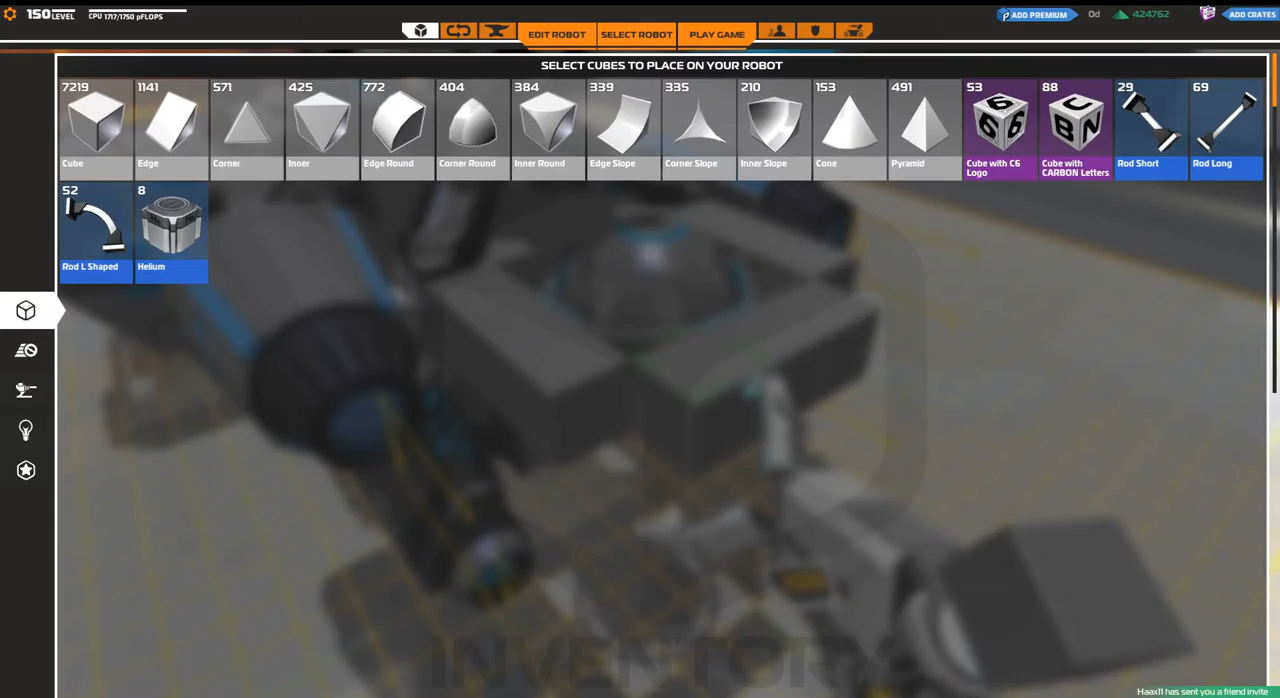 150 LEVEL
CPU 1717/1750 pFLOPS
ADD PREMIUM
0d
424762
ADD CRATES
EDIT ROBOT
SELECT ROBOT
PLAY GAME
SELECT CUBES TO PLACE ON YOUR ROBOT
7219
1141
571
425
772
404
384
339
335
210
153
491
53
88
29
69
6 6 6
C BN
Cube
Edge
Corner
Inner
Edge Round
Corner Round
Inner Round
Edge Slope
Corner Slope
Inner Slope
Cone
Pyramid
Cube with C6
Logo
Cube with
CARBON Letters
Rod Short
Rod Long
52
8
Rod L Shaped
Helium
INVENTORY
Haax11 has sent you a friend invite